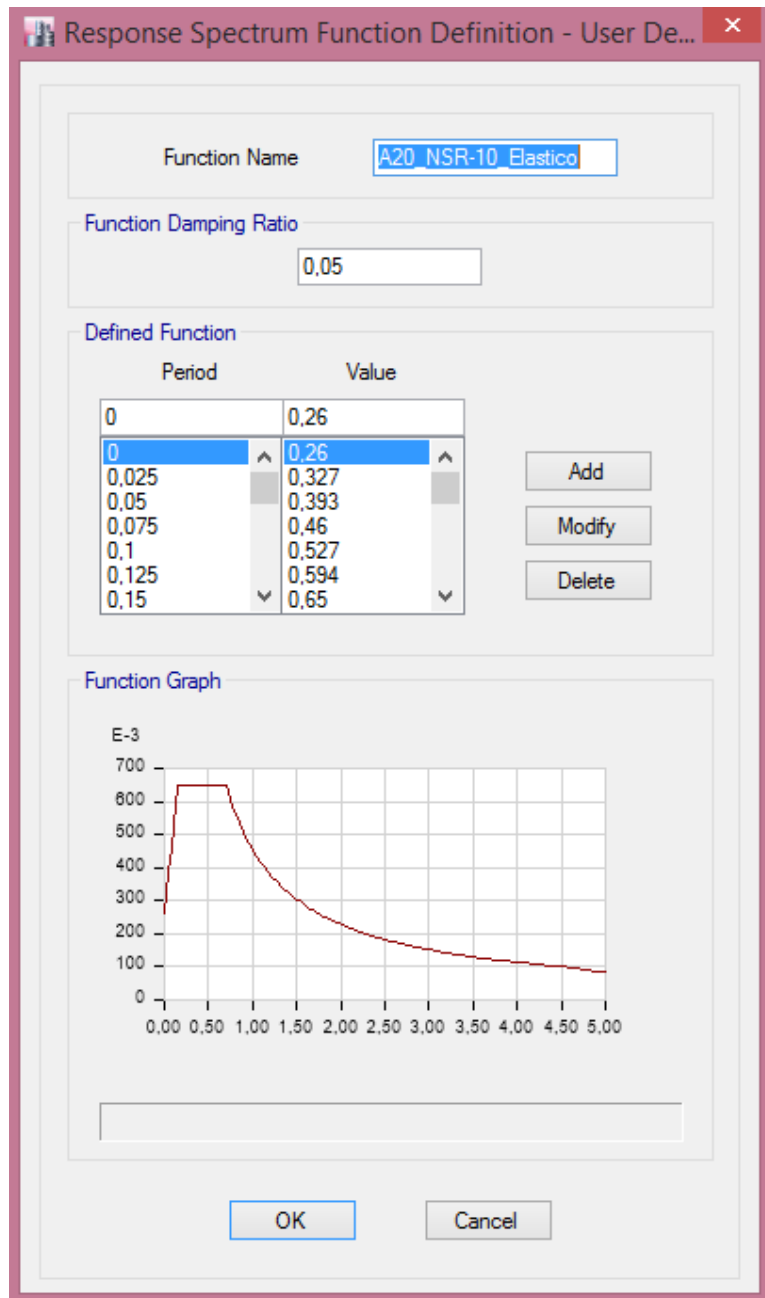 Response Spectrum Function Definition - User De...
Function Name
A20_NSR-10_Elastico
Function Damping Ratio
0,05
Defined Function
Period Value
0 0,26
0 0,26
0,025 0,327
0,05 0,393
0,075 0,46
0,1 0,527
0,125 0,594
0,15 0,65
Add
Modify
Delete
Function Graph
E-3
700
600
500
400
300
200
100
0
0,00 0,50 1,00 1,50 2,00 2,50 3,00 3,50 4,00 4,50 5,00
OK Cancel